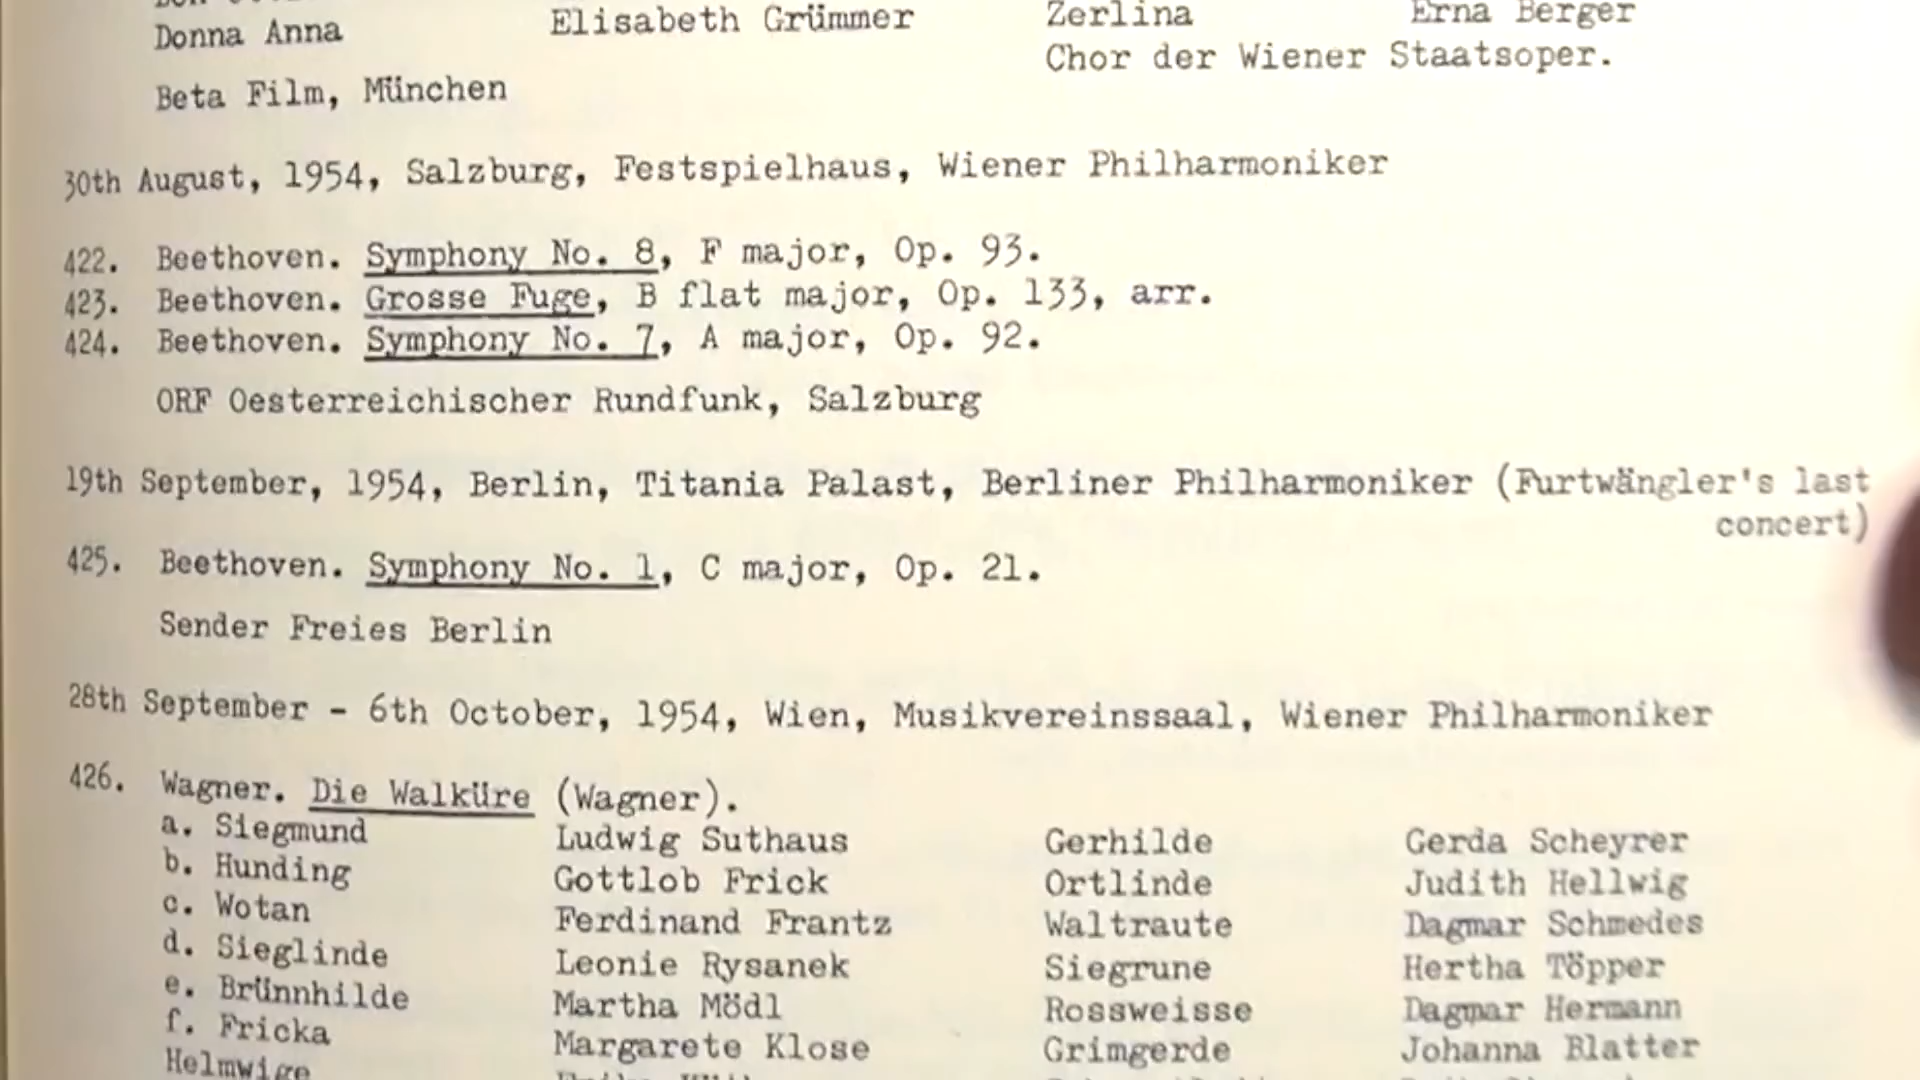 Donna Anna Elisabeth Grümmer Zerlina Erna Berger
Chor der Wiener Staatsoper.
Beta Film, München
30th August, 1954, Salzburg, Festspielhaus, Wiener Philharmoniker
422. Beethoven. Symphony No. 8, F major, Op. 93.
423. Beethoven. Grosse Fuge, B flat major, Op. 133, arr.
424. Beethoven. Symphony No. 7, A major, Op. 92.
ORF Oesterreichischer Rundfunk, Salzburg
19th September, 1954, Berlin, Titania Palast, Berliner Philharmoniker (Furtwängler's last
concert)
425. Beethoven. Symphony No. 1, C major, Op. 21.
Sender Freies Berlin
28th September - 6th October, 1954, Wien, Musikvereinssaal, Wiener Philharmoniker
426. Wagner. Die Walküre (Wagner).
a. Siegmund Ludwig Suthaus Gerhilde Gerda Scheyrer
b. Hunding Gottlob Frick Ortlinde Judith Hellwig
c. Wotan Ferdinand Frantz Waltraute Dagmar Schmedes
d. Sieglinde Leonie Rysanek Siegrune Hertha Töpper
e. Brünnhilde Martha Mödl Rossweisse Dagmar Hermann
f. Fricka Margarete Klose Grimgerde Johanna Blatter
Helmwige